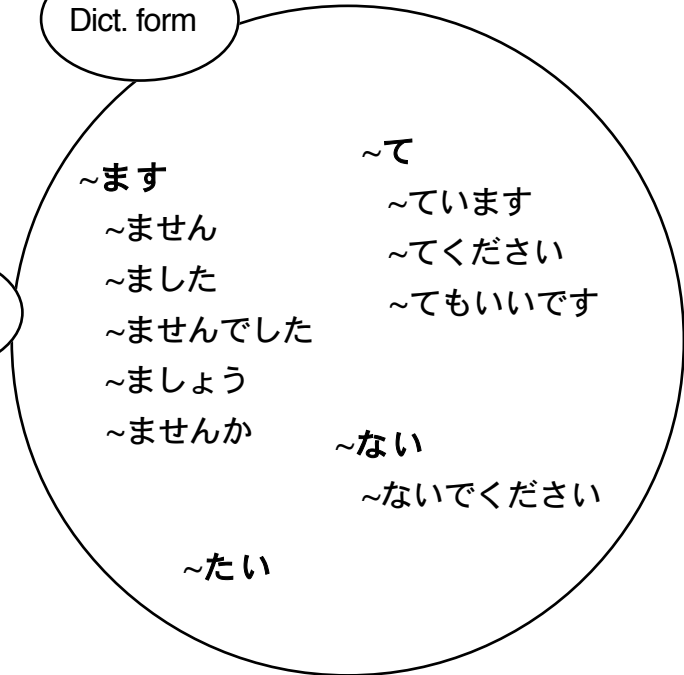 Dict. form
~ます
~ません
~ました
~ませんでした
~ましょう
~ませんか
~て
~ています
~てください
~てもいいです
~ない
~ないでください
~たい